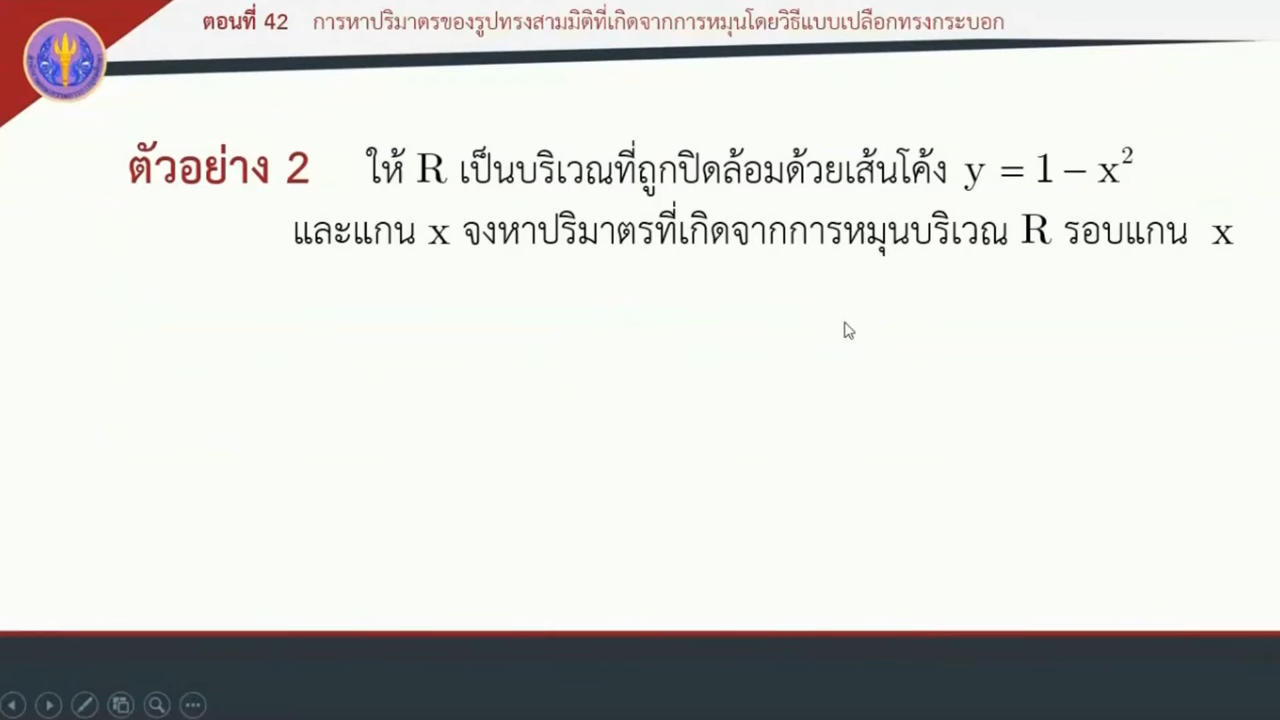 ตอนที่ 42 การหาปริมาตรของรูปทรงสามมิติที่เกิดจากการหมุนโดยวิธีแบบเปลือกทรงกระบอก
ตัวอย่าง 2 ให้ R เป็นบริเวณที่ถูกปิดล้อมด้วยเส้นโค้ง y = 1 − x²
และแกน x จงหาปริมาตรที่เกิดจากการหมุนบริเวณ R รอบแกน x